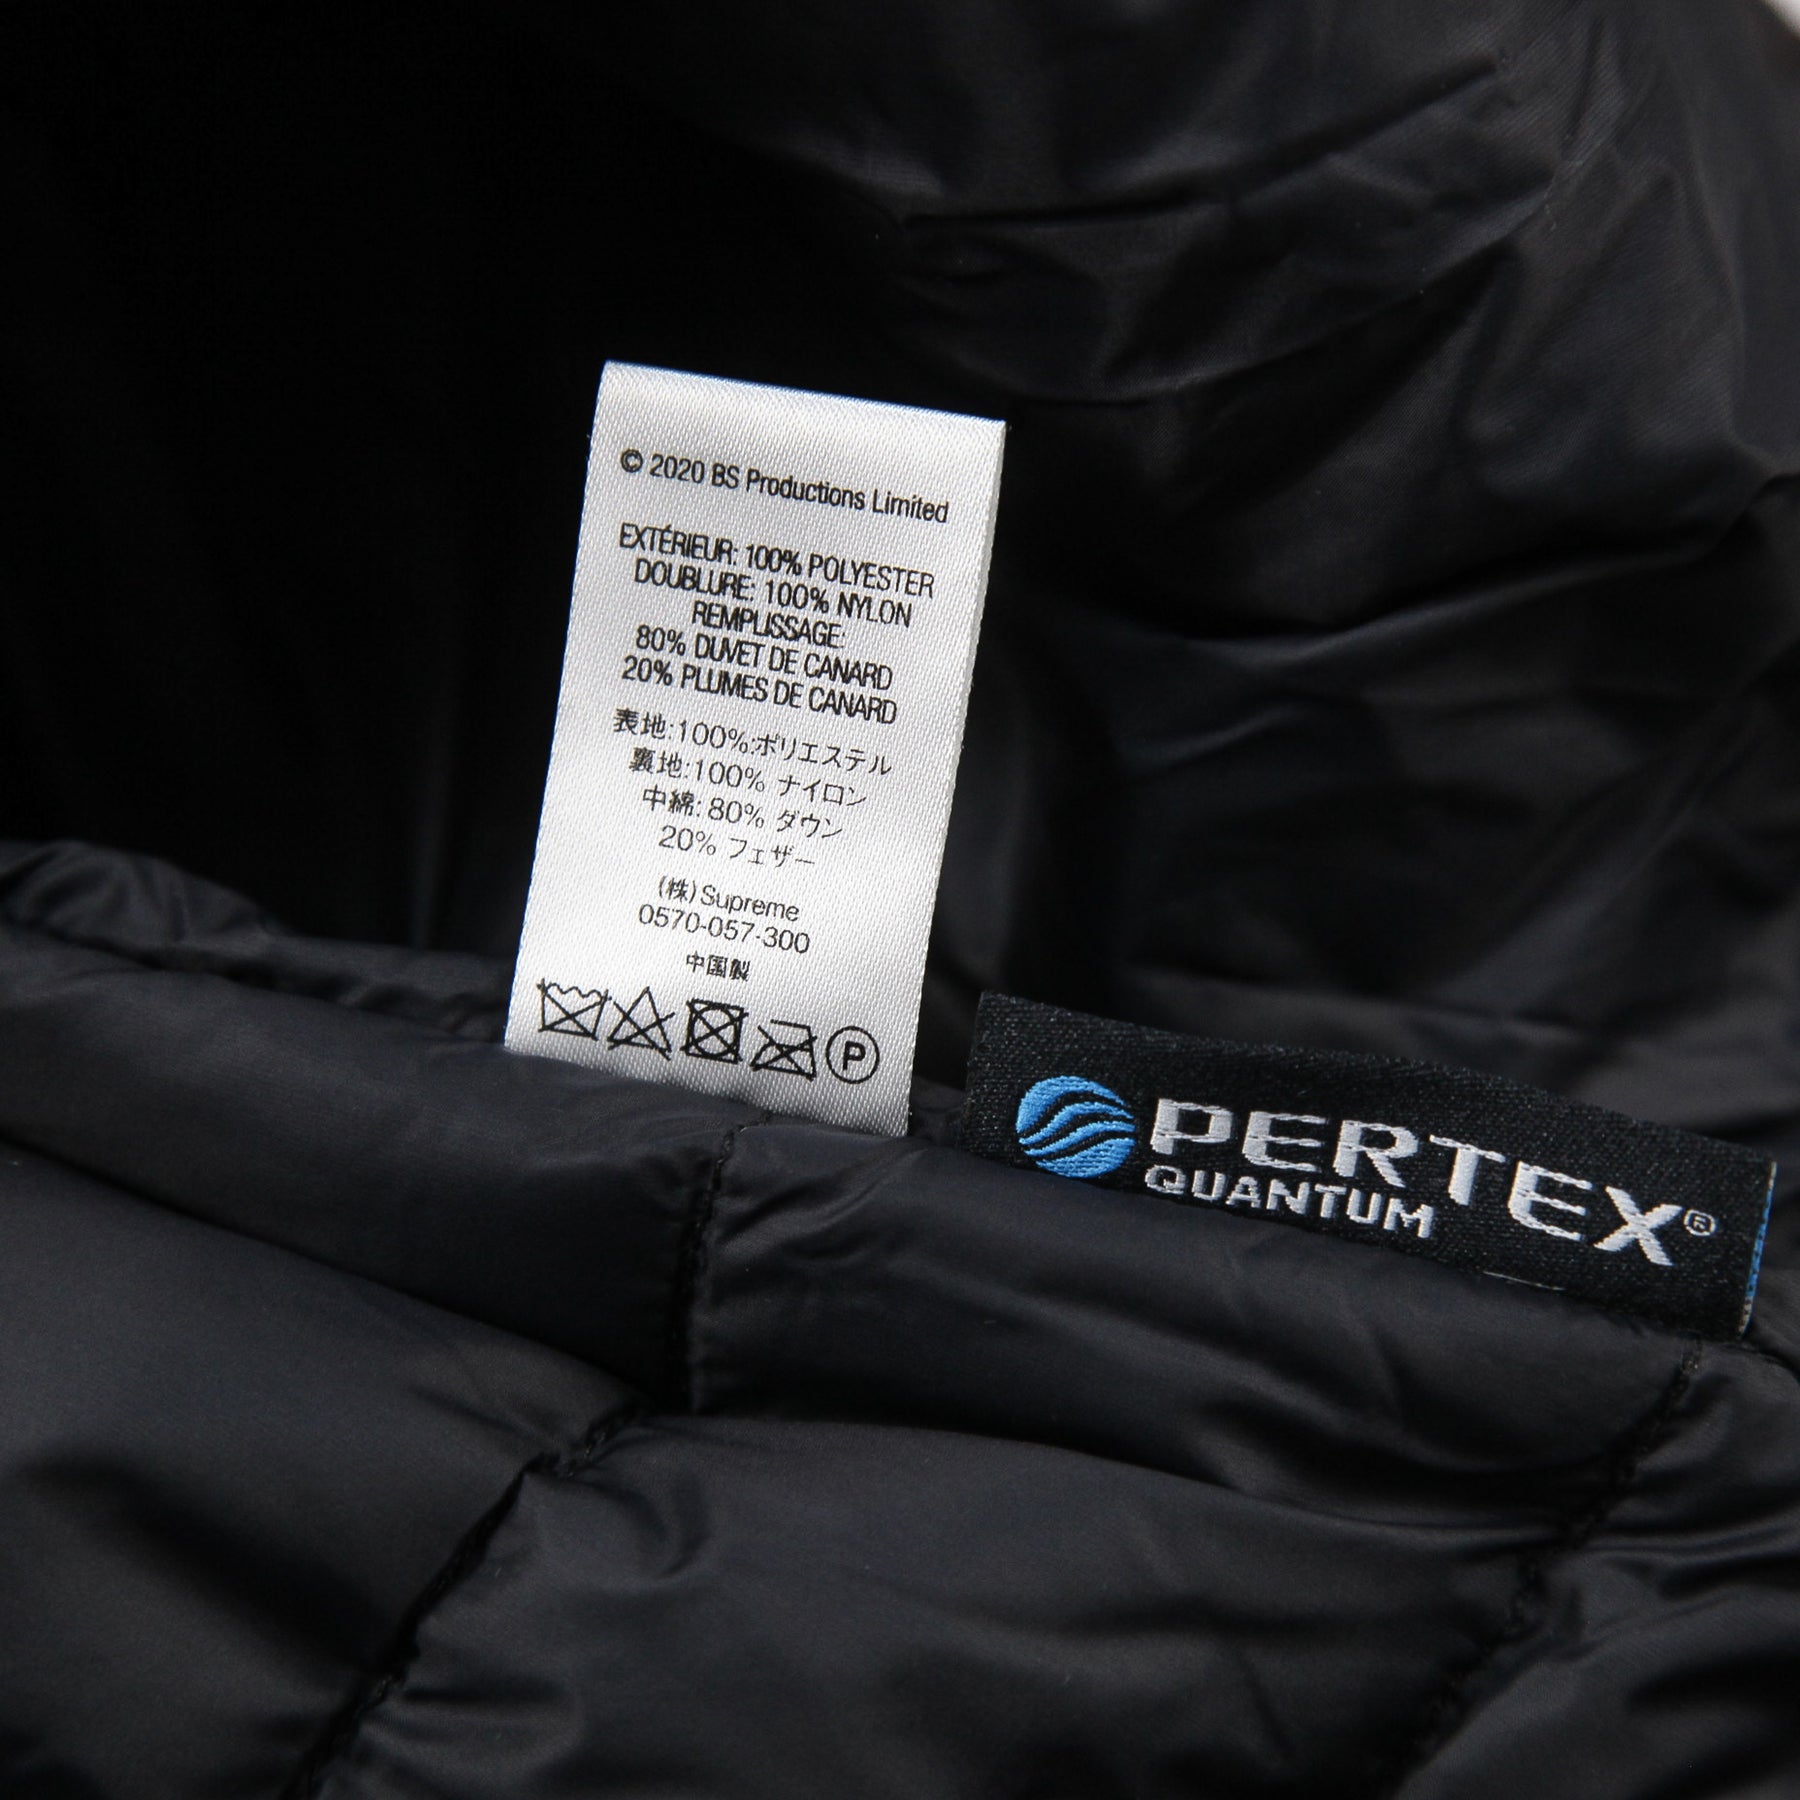 © 2020 BS Productions Limited
EXTÉRIEUR: 100% POLYESTER
DOUBLURE: 100% NYLON
REMPLISSAGE:
80% DUVET DE CANARD
20% PLUMES DE CANARD
表地:100%:ポリエステル
裏地:100% ナイロン
中綿: 80% ダウン
20% フェザー
(株) Supreme
0570-057-300
中国製
P
PERTEX®
QUANTUM